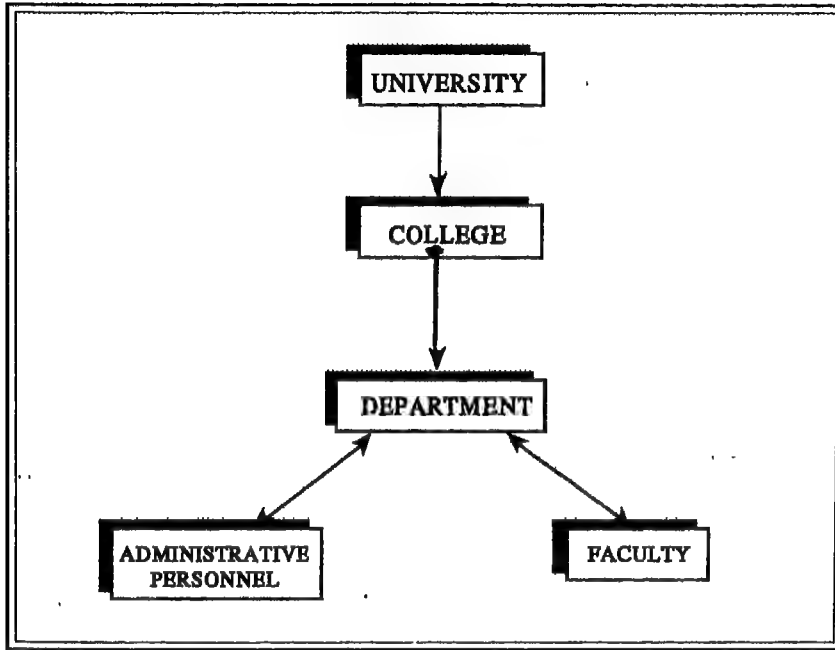 UNIVERSITY
COLLEGE
DEPARTMENT
ADMINISTRATIVE
PERSONNEL
FACULTY